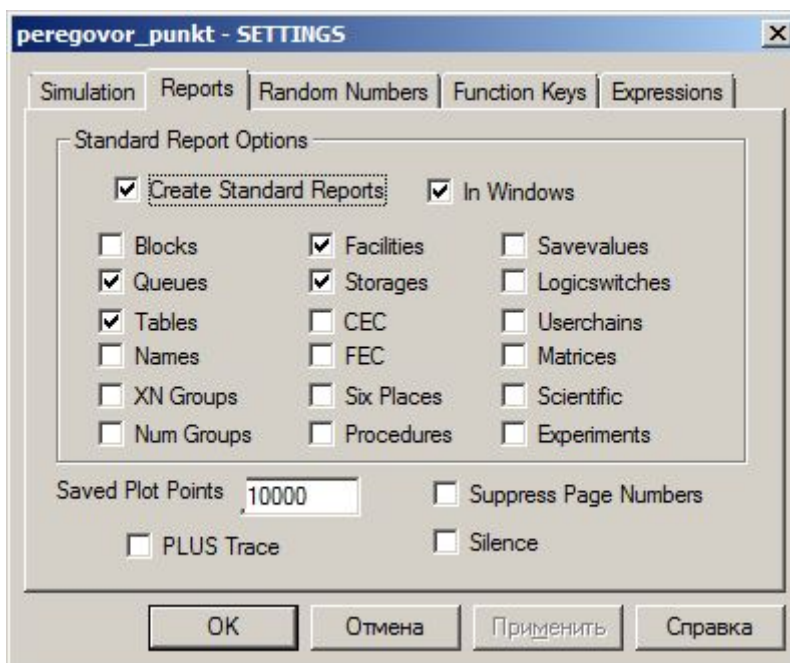 peregovor_punkt - SETTINGS
Simulation Reports Random Numbers Function Keys Expressions
Standard Report Options
Create Standard Reports In Windows
Blocks Facilities Savevalues
Queues Storages Logicswitches
Tables CEC Userchains
Names FEC Matrices
XN Groups Six Places Scientific
Num Groups Procedures Experiments
Saved Plot Points 10000 Suppress Page Numbers
PLUS Trace Silence
OK Отмена Применить Справка